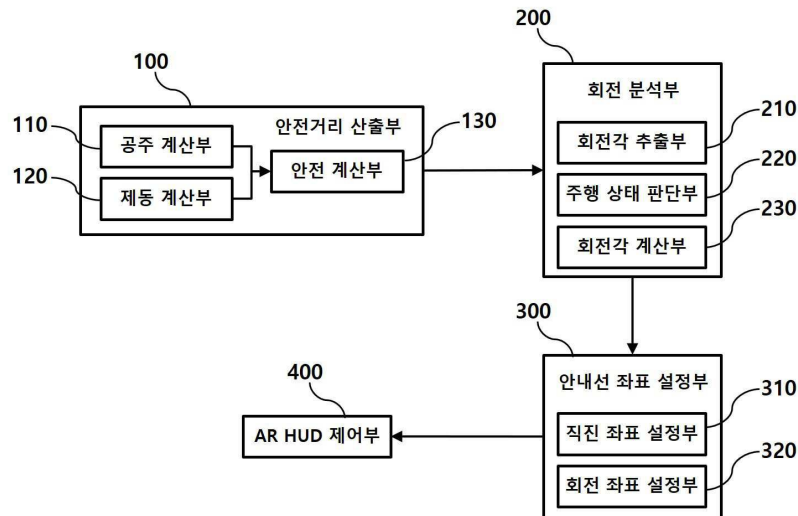 200
100
회전 분석부
110
안전거리 산출부
130
210
공주 계산부
회전각 추출부
안전 계산부
220
120
제동 계산부
주행 상태 판단부
230
회전각 계산부
300
400
안내선 좌표 설정부
310
AR HUD 제어부
직진 좌표 설정부
320
회전 좌표 설정부